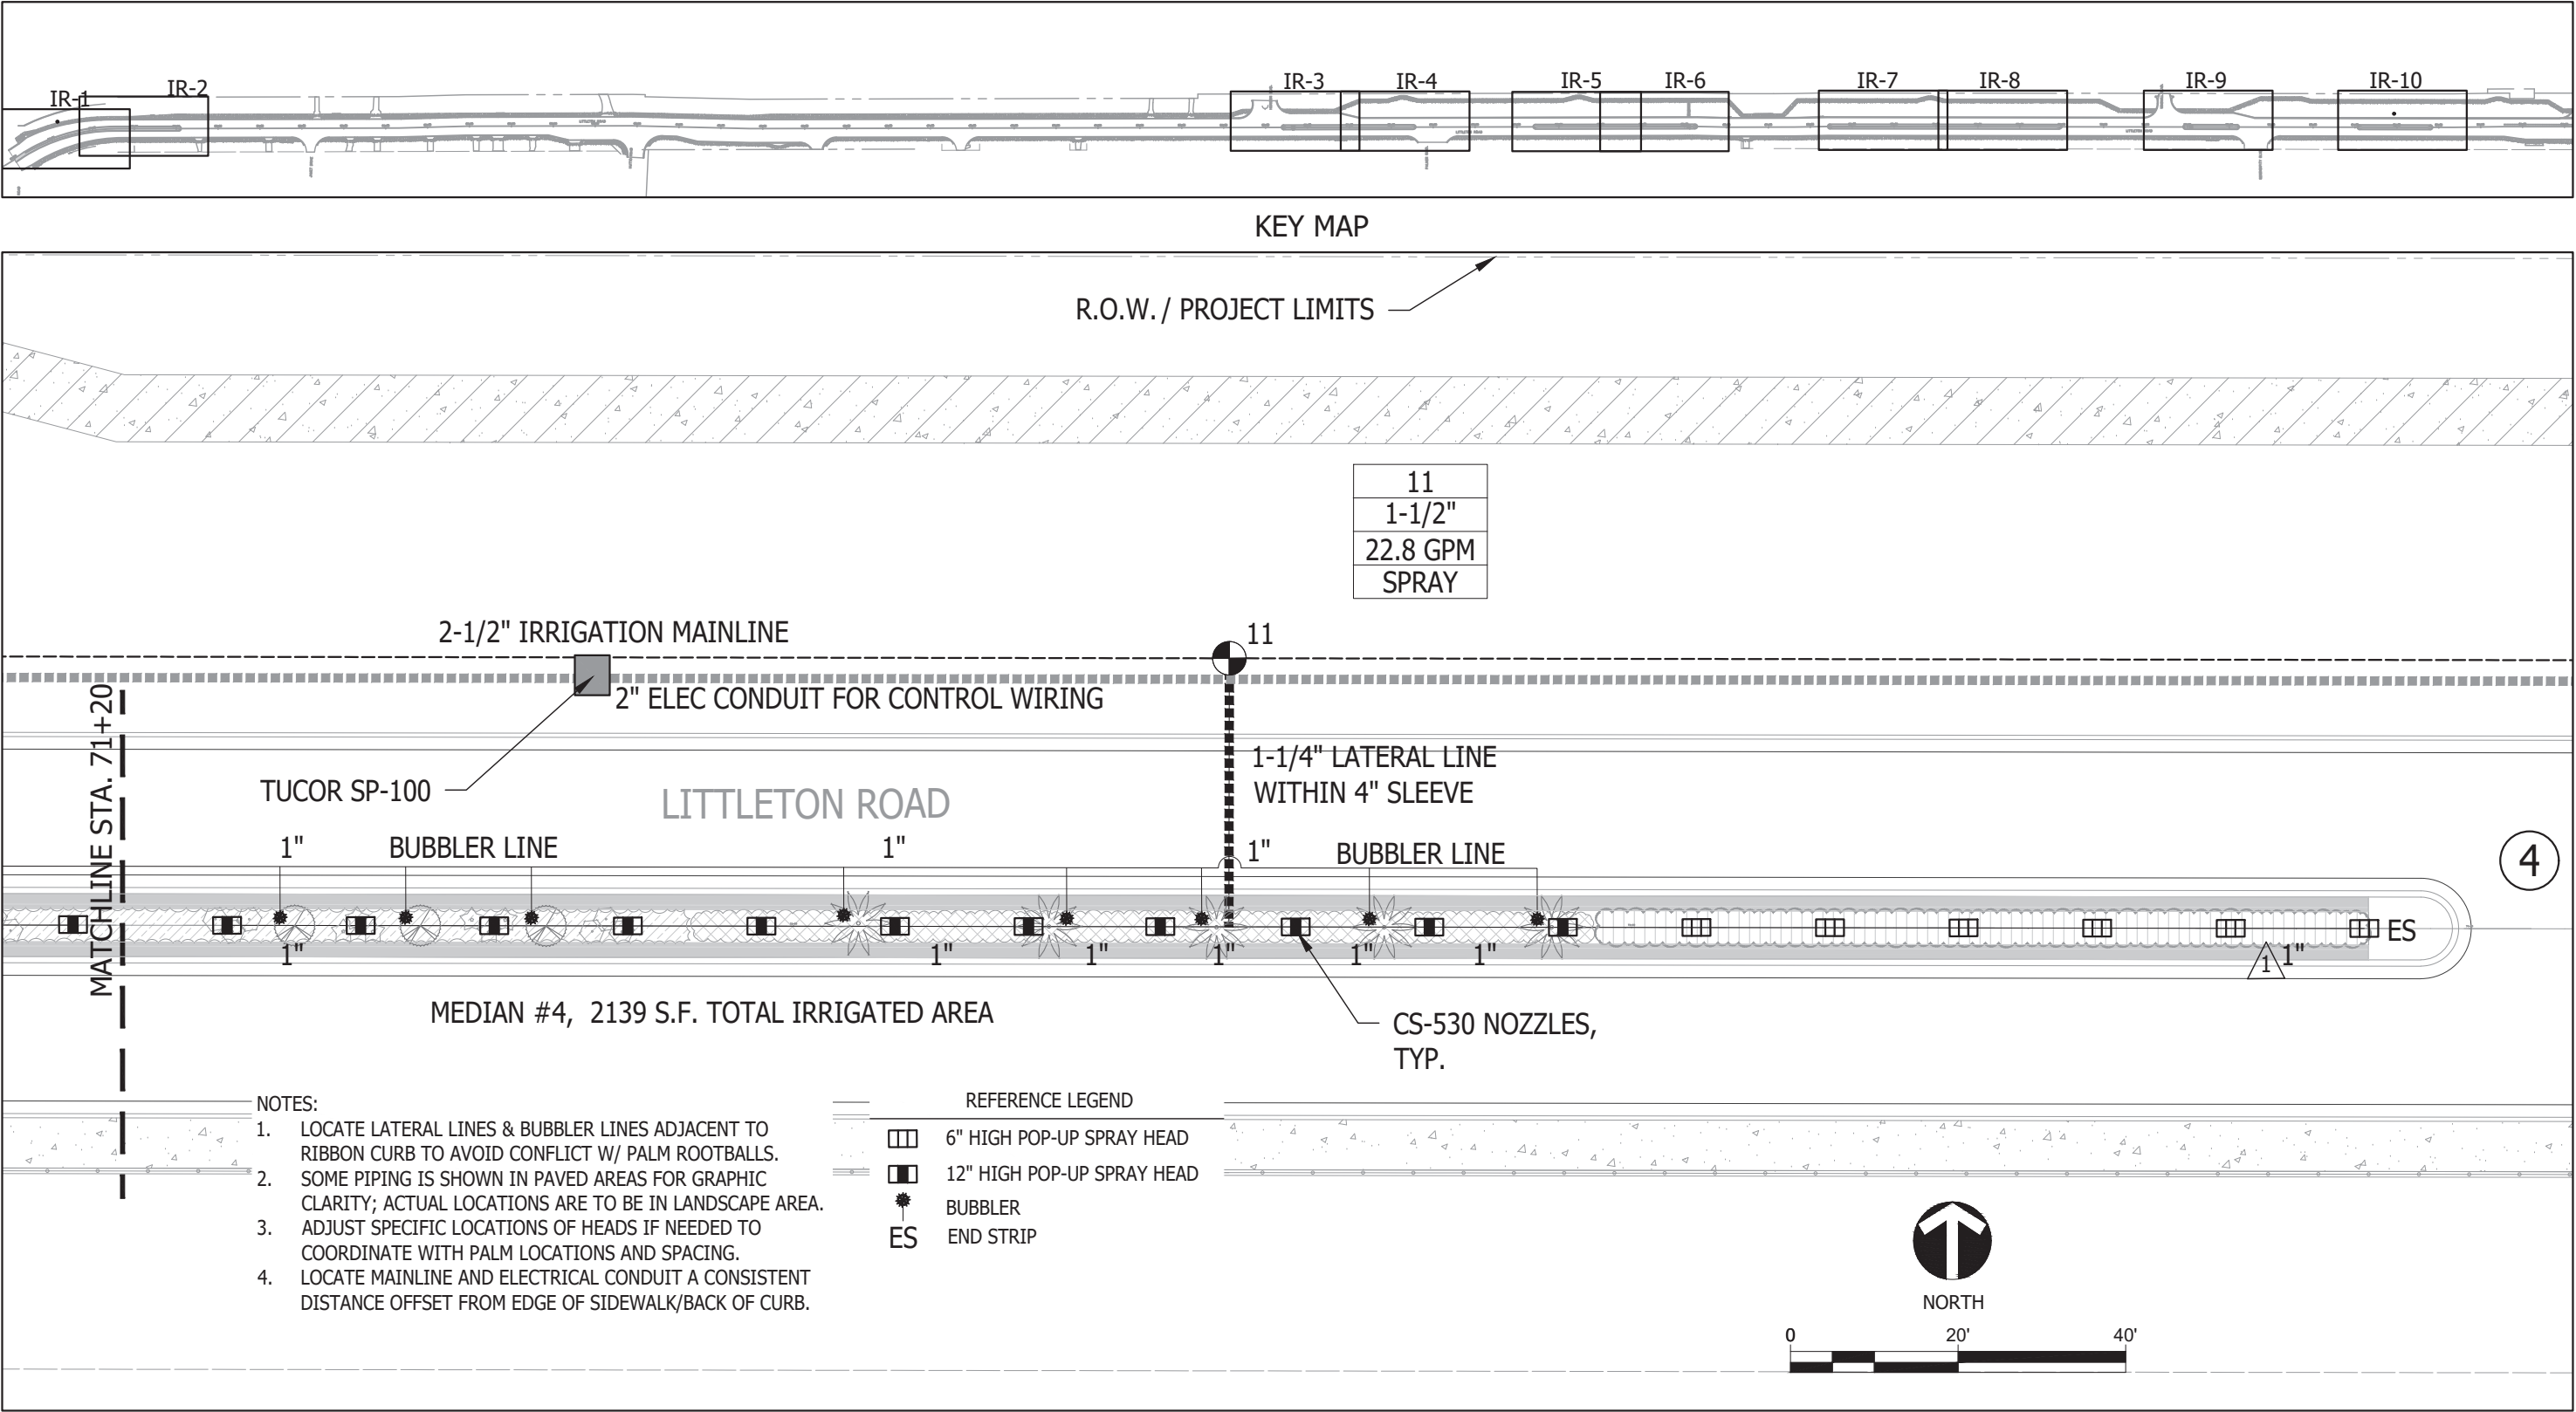 IR-1
IR-2
IR-3
IR-4
IR-5
IR-6
IR-7
IR-8
IR-9
IR-10
KEY MAP
R.O.W. / PROJECT LIMITS
11
1-1/2"
22.8 GPM
SPRAY
2-1/2" IRRIGATION MAINLINE
11
2" ELEC CONDUIT FOR CONTROL WIRING
MATCHLINE STA. 71+20
TUCOR SP-100
LITTLETON ROAD
1-1/4" LATERAL LINE
WITHIN 4" SLEEVE
1"
BUBBLER LINE
1"
1"
BUBBLER LINE
4
ES
1"
1"
1"
1"
1"
1"
1
1"
MEDIAN #4, 2139 S.F. TOTAL IRRIGATED AREA
CS-530 NOZZLES,
TYP.
NOTES:
1. LOCATE LATERAL LINES & BUBBLER LINES ADJACENT TO
RIBBON CURB TO AVOID CONFLICT W/ PALM ROOTBALLS.
2. SOME PIPING IS SHOWN IN PAVED AREAS FOR GRAPHIC
CLARITY; ACTUAL LOCATIONS ARE TO BE IN LANDSCAPE AREA.
3. ADJUST SPECIFIC LOCATIONS OF HEADS IF NEEDED TO
COORDINATE WITH PALM LOCATIONS AND SPACING.
4. LOCATE MAINLINE AND ELECTRICAL CONDUIT A CONSISTENT
DISTANCE OFFSET FROM EDGE OF SIDEWALK/BACK OF CURB.
REFERENCE LEGEND
6" HIGH POP-UP SPRAY HEAD
12" HIGH POP-UP SPRAY HEAD
BUBBLER
ES END STRIP
NORTH
0 20' 40'